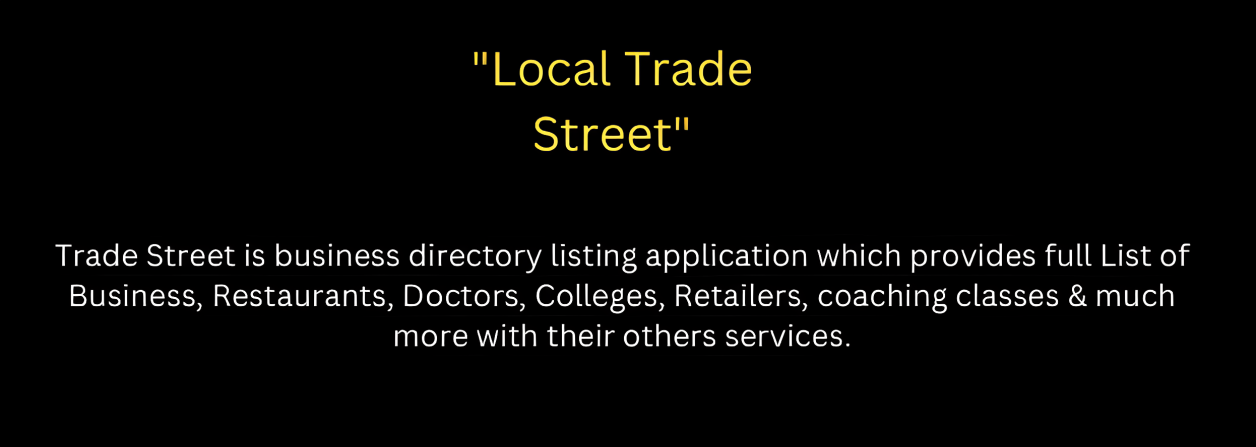 "Local Trade
Street"
Trade Street is business directory listing application which provides full List of
Business, Restaurants, Doctors, Colleges, Retailers, coaching classes & much
more with their others services.